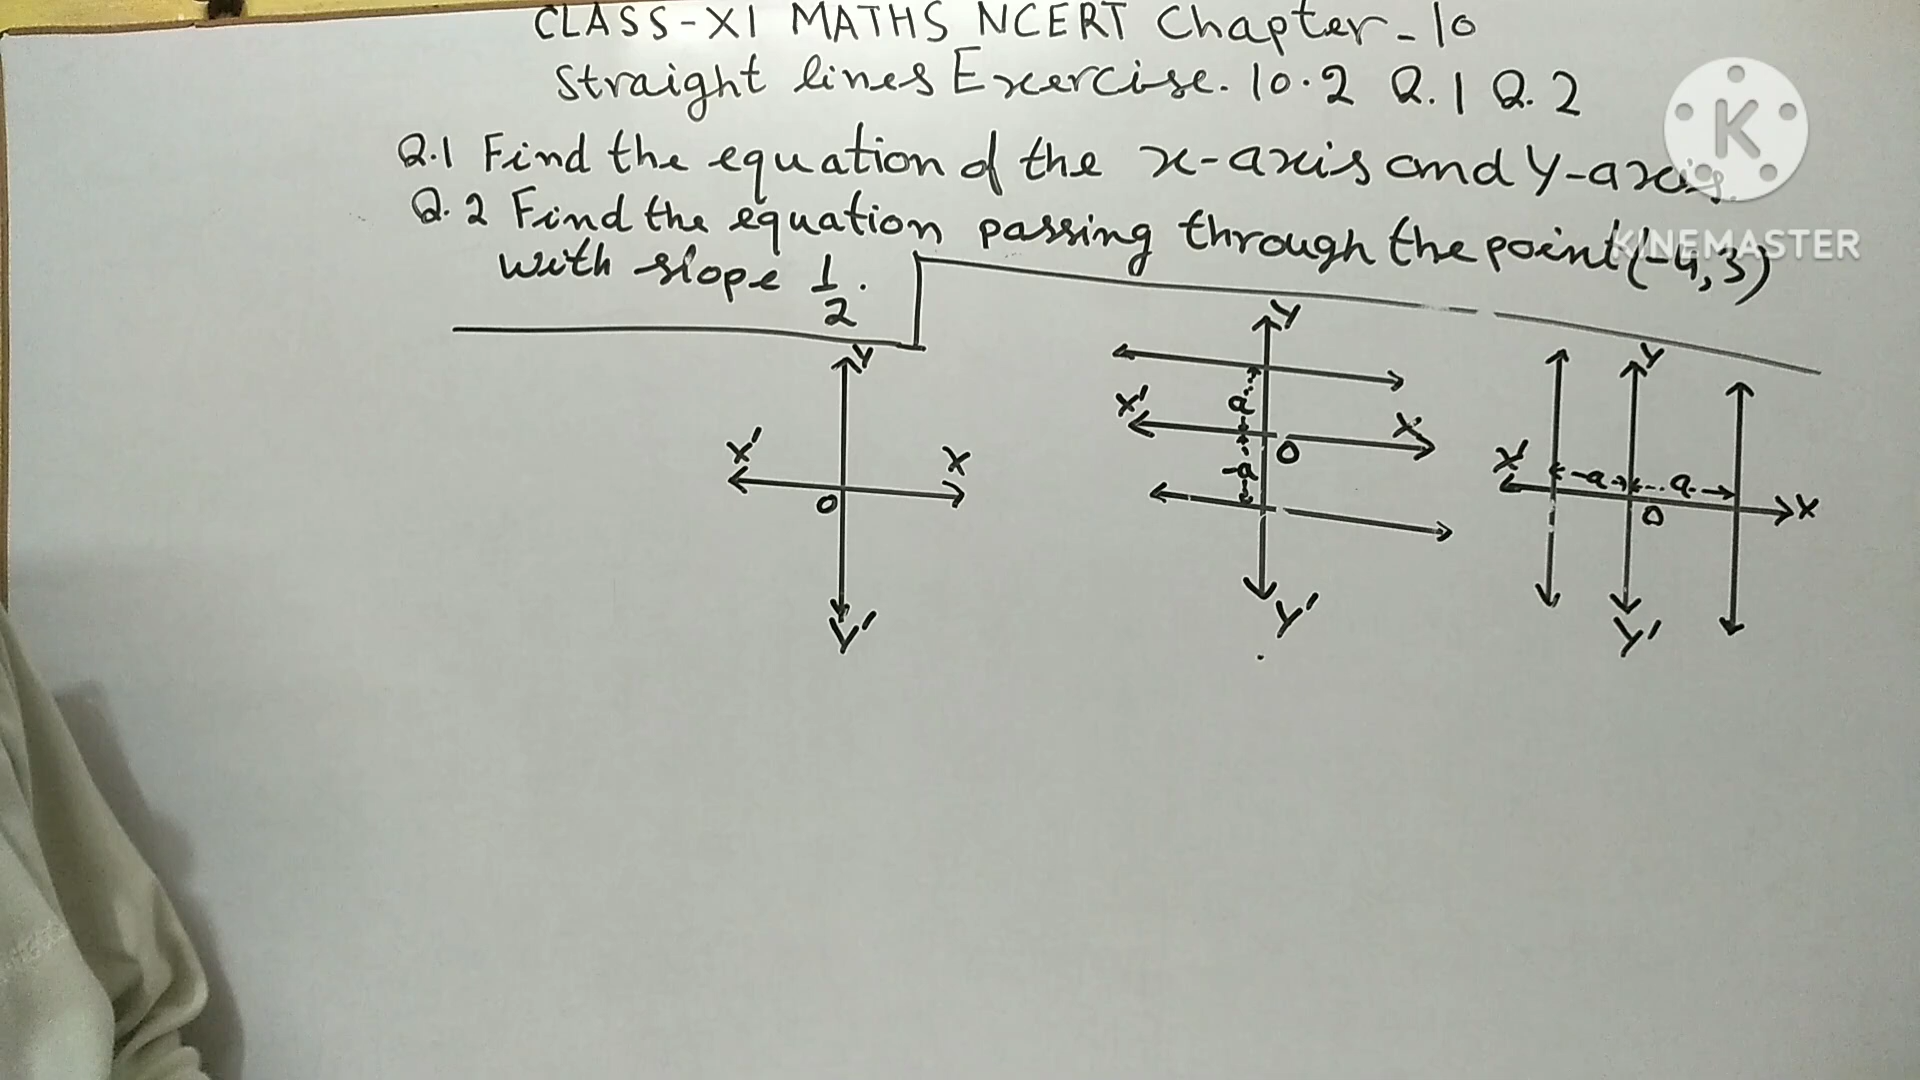 CLASS-XI MATHS NCERT Chapter-10
Straight lines Exercise. 10.2 Q.1 Q.2
Q.1 Find the equation of the x-axis and Y-axis.
Q.2 Find the equation passing through the point (-4,3)
with slope 1/2.
K
KINEMASTER
Y
X'
X
O
Y'
Y
a
X'
X
O
-a
Y'
Y
X'
-a
a
X
O
Y'